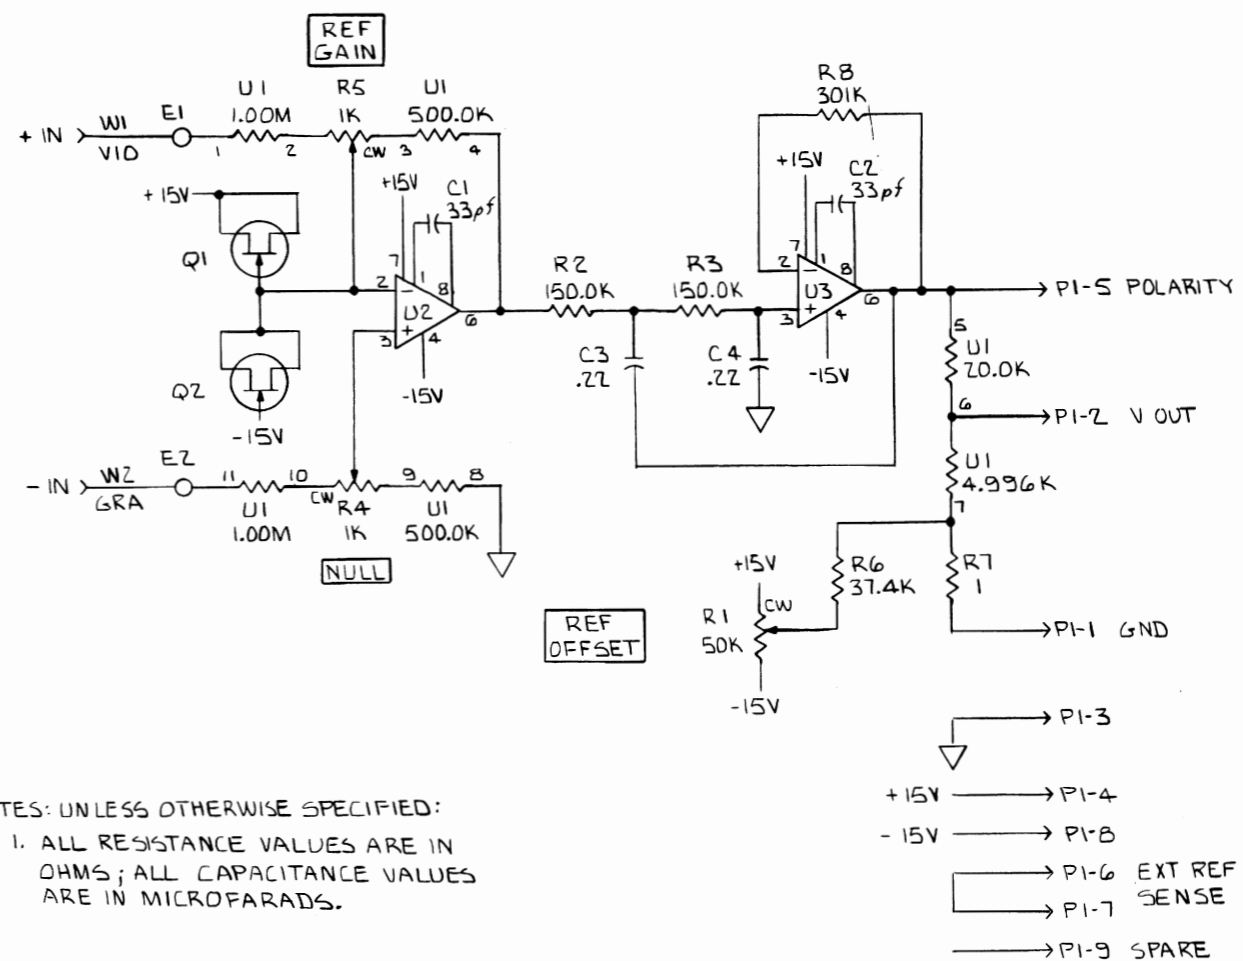 REF
GAIN
U1
1.00M
R5
1K
U1
500.0K
+ IN
W1
VIO
E1
1
2
CW
3
4
+15V
Q1
+15V
C1
33pf
7
1
8
2
-
U2
6
3
+
4
-15V
Q2
-15V
R2
150.0K
R3
150.0K
C3
.22
C4
.22
R8
301K
+15V
C2
33pf
7
1
8
2
-
U3
6
3
+
4
-15V
P1-5 POLARITY
5
U1
20.0K
6
P1-2 V OUT
U1
4.996K
7
- IN
W2
GRA
E2
11
10
CW
9
8
U1
1.00M
R4
1K
U1
500.0K
NULL
REF
OFFSET
+15V
CW
R1
50K
-15V
R6
37.4K
R7
1
P1-1 GND
P1-3
+15V
P1-4
-15V
P1-8
P1-6 EXT REF
SENSE
P1-7
P1-9 SPARE
TES: UNLESS OTHERWISE SPECIFIED:
1. ALL RESISTANCE VALUES ARE IN
OHMS; ALL CAPACITANCE VALUES
ARE IN MICROFARADS.